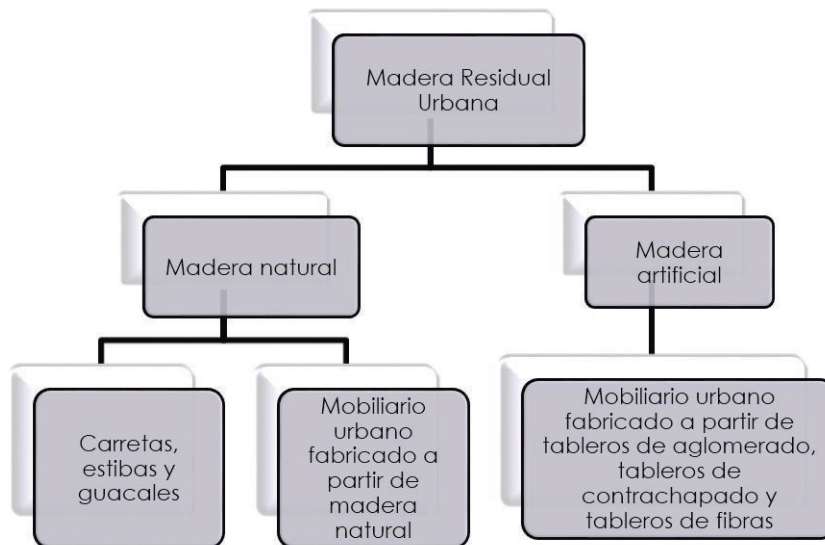 Madera Residual
Urbana
Madera natural
Madera
artificial
Carretas,
estibas y
guacales
Mobiliario
urbano
fabricado a
partir de
madera
natural
Mobiliario urbano
fabricado a partir de
tableros de aglomerado,
tableros de
contrachapado y
tableros de fibras